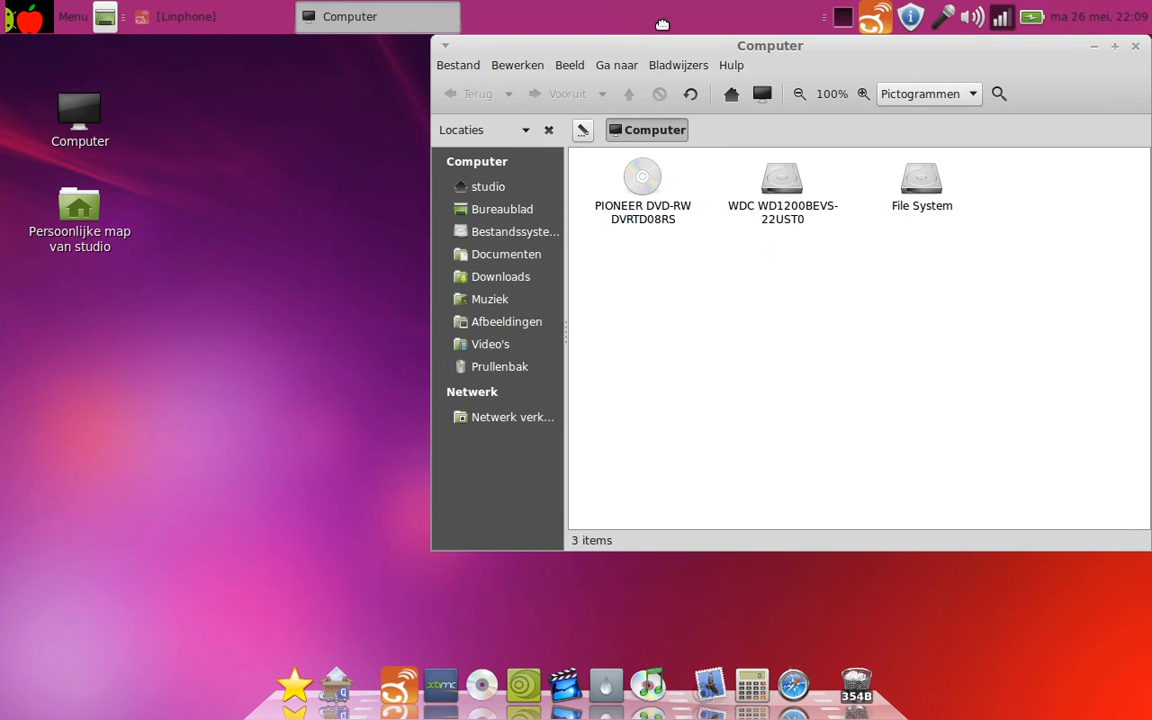 Menu
[Linphone]
Computer
ma 26 mei, 22:09
Computer
Persoonlijke map
van studio
Computer
Bestand Bewerken Beeld Ga naar Bladwijzers Hulp
Terug Vooruit 100% Pictogrammen
Locaties
Computer
Computer
studio
Bureaublad
Bestandssyste...
Documenten
Downloads
Muziek
Afbeeldingen
Video's
Prullenbak
Netwerk
Netwerk verk...
PIONEER DVD-RW
DVRTD08RS
WDC WD1200BEVS-
22UST0
File System
3 items
xbmc
354B